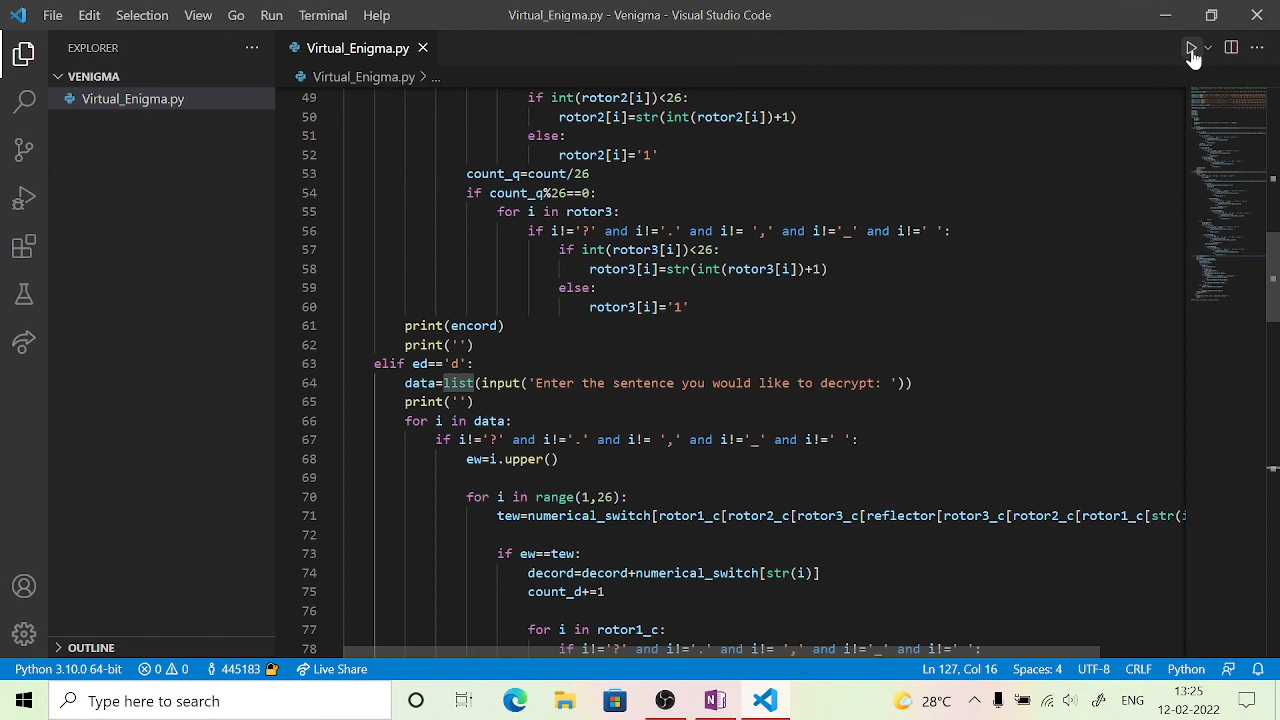 File Edit Selection View Go Run Terminal Help Virtual_Enigma.py - Venigma - Visual Studio Code
EXPLORER
Virtual_Enigma.py
VENIGMA
Virtual_Enigma.py > ...
Virtual_Enigma.py
49 if int(rotor2[i])<26:
50 rotor2[i]=str(int(rotor2[i])+1)
51 else:
52 rotor2[i]='1'
53 count_q=count/26
54 if count_q%26==0:
55 for i in rotor3:
56 if i!='?' and i!='.' and i!= ',' and i!='_' and i!=' ':
57 if int(rotor3[i])<26:
58 rotor3[i]=str(int(rotor3[i])+1)
59 else:
60 rotor3[i]='1'
61 print(encord)
62 print('')
63 elif ed=='d':
64 data=list(input('Enter the sentence you would like to decrypt: '))
65 print('')
66 for i in data:
67 if i!='?' and i!='.' and i!= ',' and i!='_' and i!=' ':
68 ew=i.upper()
69
70 for i in range(1,26):
71 tew=numerical_switch[rotor1_c[rotor2_c[rotor3_c[reflector[rotor3_c[rotor2_c[rotor1_c[str(i
72
73 if ew==tew:
74 decord=decord+numerical_switch[str(i)]
75 count_d+=1
76
77 for i in rotor1_c:
78 if i!='?' and i!='.' and i!= ',' and i!='_' and i!=' ':
OUTLINE
Python 3.10.0 64-bit 0 0 445183 Live Share Ln 127, Col 16 Spaces: 4 UTF-8 CRLF Python
Type here to search 28°C ENG 13:25
12-02-2022